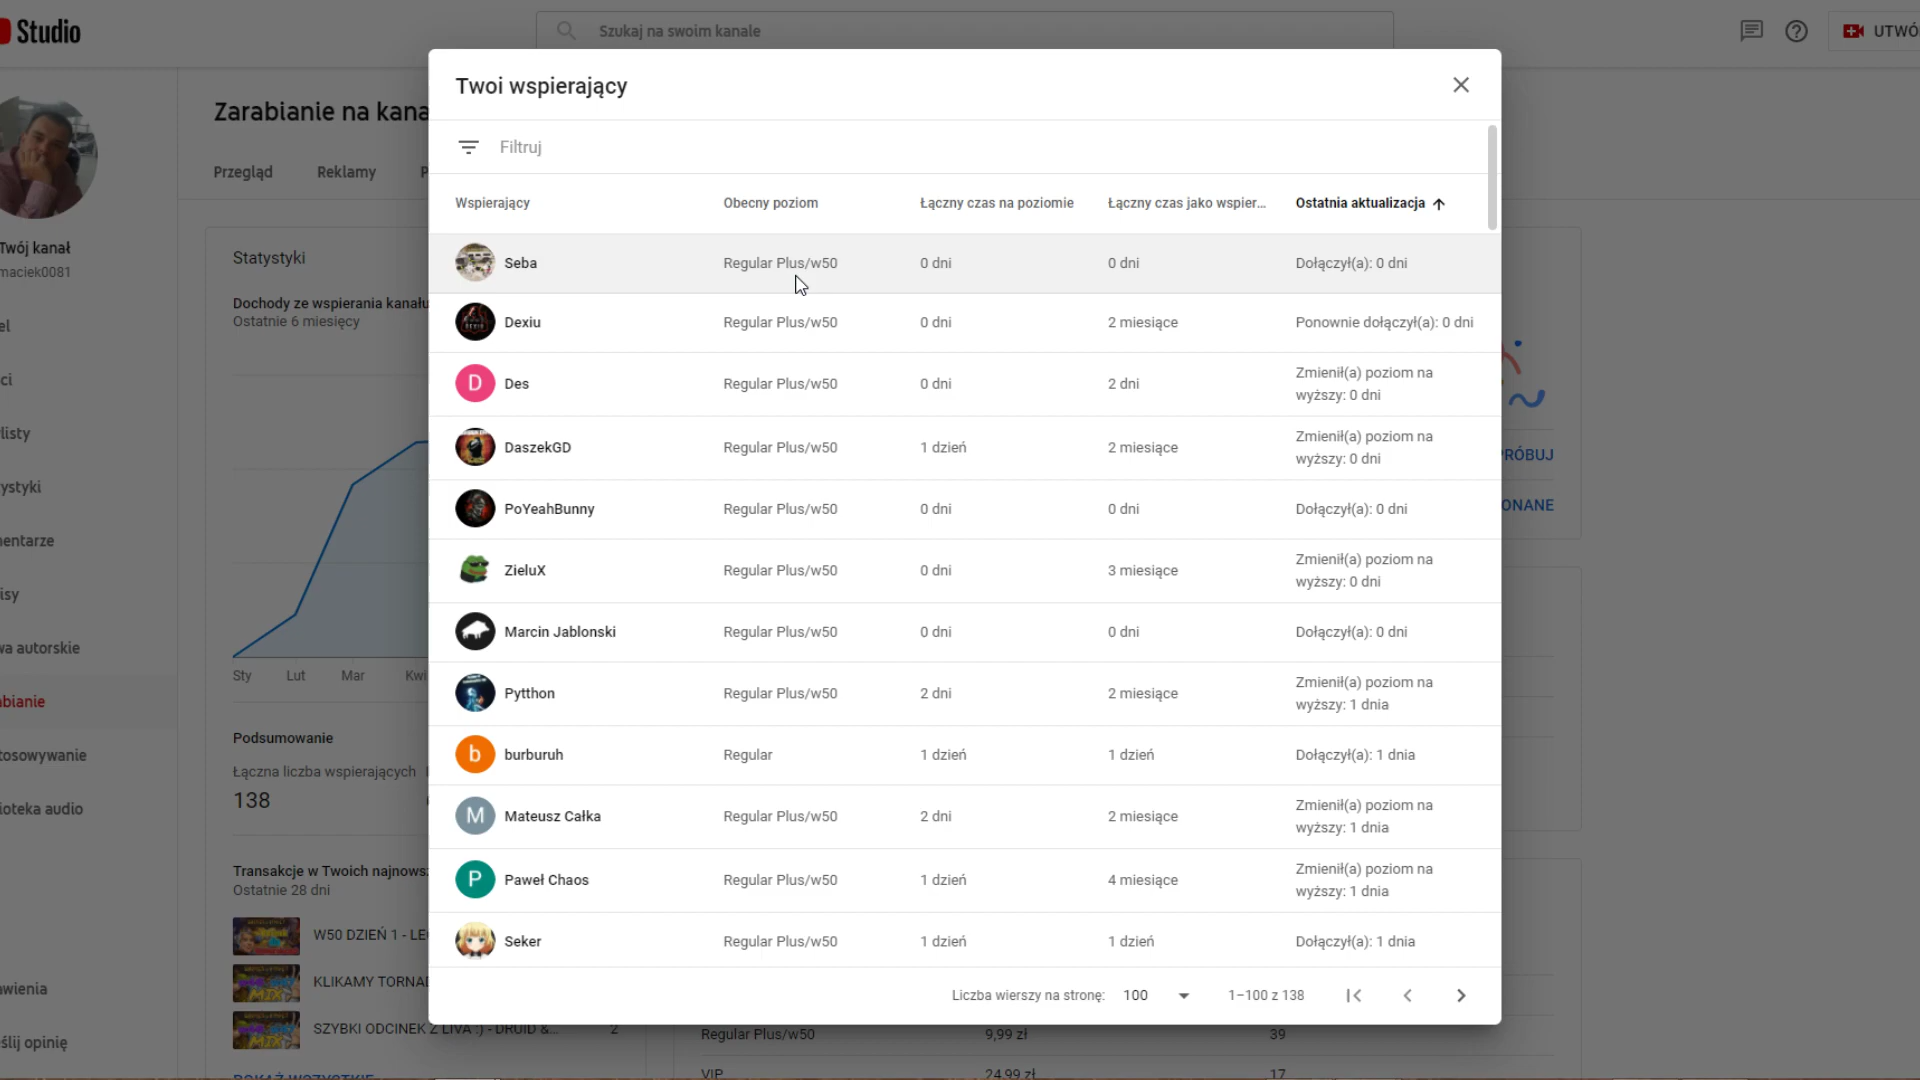 Studio
Szukaj na swoim kanale
UTWÓ
Zarabianie na kana
Przegląd Reklamy P
Twój kanał
maciek0081
el
ci
listy
ystyki
nentarze
isy
va autorskie
abianie
tosowywanie
ioteka audio
wienia
ślij opinię
Statystyki
Dochody ze wspierania kanału
Ostatnie 6 miesięcy
Sty Lut Mar Kwi
Podsumowanie
Łączna liczba wspierających
138
Transakcje w Twoich najnows
Ostatnie 28 dni
W50 DZIEŃ 1 - LE
KLIKAMY TORNAD
SZYBKI ODCINEK Z LIVA :) - DRUID &... 2
POKAŻ WSZYSTKIE
Twoi wspierający
Filtruj
Wspierający Obecny poziom Łączny czas na poziomie Łączny czas jako wspier... Ostatnia aktualizacja
Seba Regular Plus/w50 0 dni 0 dni Dołączył(a): 0 dni
Dexiu Regular Plus/w50 0 dni 2 miesiące Ponownie dołączył(a): 0 dni
D Des Regular Plus/w50 0 dni 2 dni Zmienił(a) poziom na
wyższy: 0 dni
DaszekGD Regular Plus/w50 1 dzień 2 miesiące Zmienił(a) poziom na
wyższy: 0 dni
PoYeahBunny Regular Plus/w50 0 dni 0 dni Dołączył(a): 0 dni
ZieluX Regular Plus/w50 0 dni 3 miesiące Zmienił(a) poziom na
wyższy: 0 dni
Marcin Jablonski Regular Plus/w50 0 dni 0 dni Dołączył(a): 0 dni
Pytthon Regular Plus/w50 2 dni 2 miesiące Zmienił(a) poziom na
wyższy: 1 dnia
b burburuh Regular 1 dzień 1 dzień Dołączył(a): 1 dnia
M Mateusz Całka Regular Plus/w50 2 dni 2 miesiące Zmienił(a) poziom na
wyższy: 1 dnia
P Paweł Chaos Regular Plus/w50 1 dzień 4 miesiące Zmienił(a) poziom na
wyższy: 1 dnia
Seker Regular Plus/w50 1 dzień 1 dzień Dołączył(a): 1 dnia
Liczba wierszy na stronę: 100 1–100 z 138
RÓBUJ
ONANE
Regular Plus/w50 9,99 zł 39
VIP 24,99 zł 17